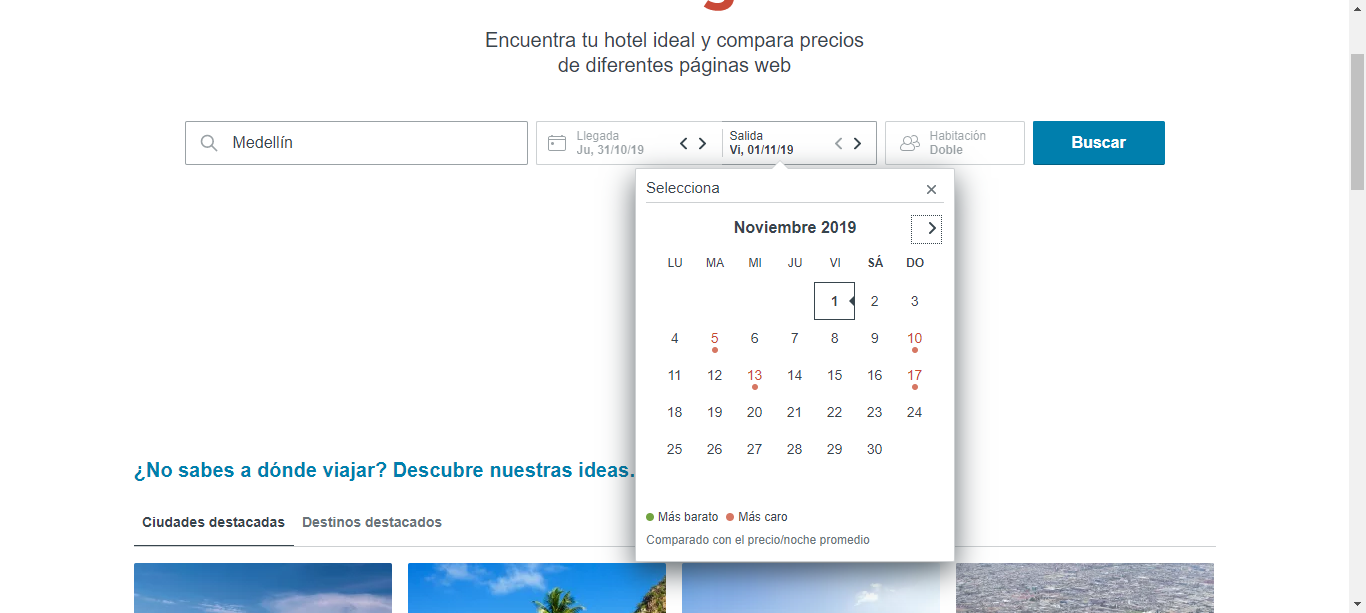 Encuentra tu hotel ideal y compara precios
de diferentes páginas web
Medellín
Llegada
Ju, 31/10/19
Salida
Vi, 01/11/19
Habitación
Doble
Buscar
Selecciona
Noviembre 2019
LU MA MI JU VI SÁ DO
1 2 3
4 5 6 7 8 9 10
11 12 13 14 15 16 17
18 19 20 21 22 23 24
25 26 27 28 29 30
Más barato Más caro
Comparado con el precio/noche promedio
¿No sabes a dónde viajar? Descubre nuestras ideas.
Ciudades destacadas Destinos destacados